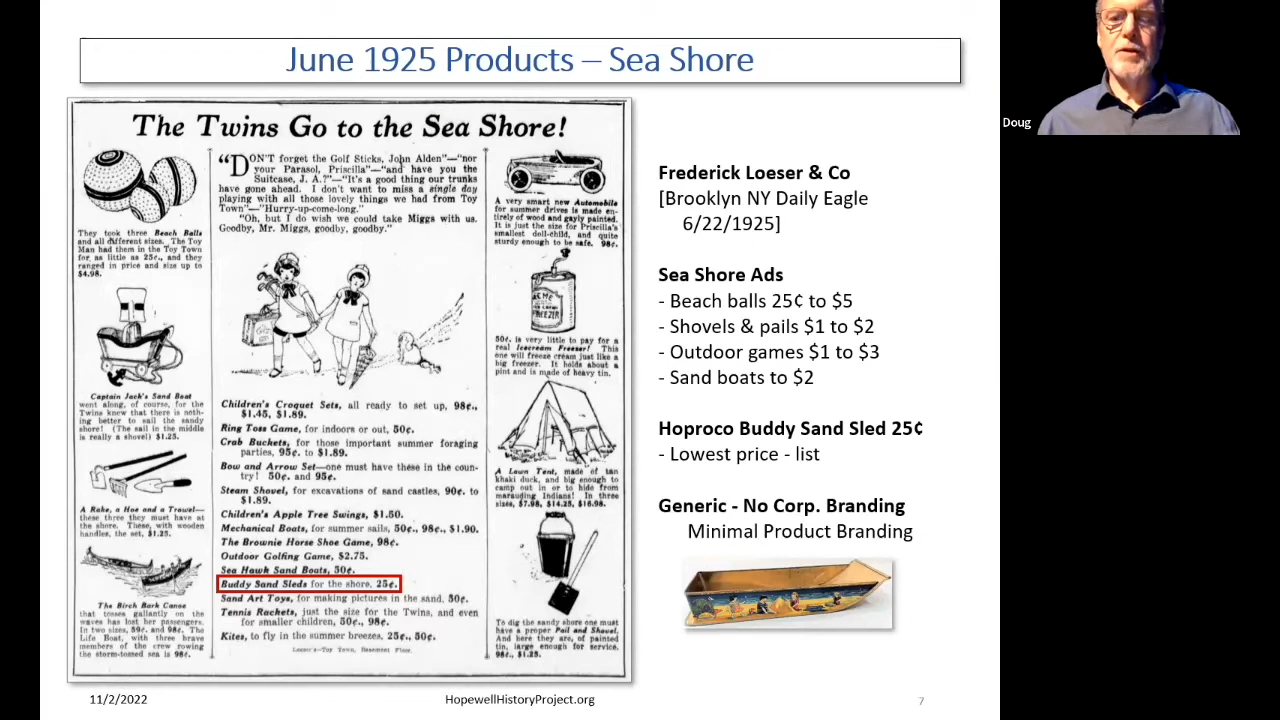 June 1925 Products – Sea Shore
Doug
The Twins Go to the Sea Shore!
They took three Beach Balls
and all different sizes. The Toy
Man had them in the Toy Town
for as little as 25¢., and they
ranged in price and size up to
$4.98.
Captain Jack's Sand Boat
went along, of course, for the
Twins knew that there is noth-
ing better to sail the sandy
shore! (The sail in the middle
is really a shovel) $1.25.
A Rake, a Hoe and a Trowel—
these three they must have at
the shore. These, with wooden
handles, the set, $1.25.
The Birch Bark Canoe
that tosses gallantly on the
waves has lost her passengers.
In two sizes, 59¢. and 98¢. The
Life Boat, with three brave
members of the crew rowing
the storm-tossed sea is 98¢.
"DON'T forget the Golf Sticks, John Alden"—"nor
your Parasol, Priscilla"—"and have you the
Suitcase, J. A.?"—"It's a good thing our trunks
have gone ahead. I don't want to miss a single day
playing with all those lovely things we had from Toy
Town"—"Hurry-up-come-long."
"Oh, but I do wish we could take Miggs with us.
Goodby, Mr. Miggs, goodby, goodby."
Children's Croquet Sets, all ready to set up, 98¢.,
$1.45, $1.89.
Ring Toss Game, for indoors or out, 50¢.
Crab Buckets, for those important summer foraging
parties, 95¢. to $1.89.
Bow and Arrow Set—one must have these in the coun-
try! 50¢. and 95¢.
Steam Shovel, for excavations of sand castles, 90¢. to
$1.89.
Children's Apple Tree Swings, $1.50.
Mechanical Boats, for summer sails, 50¢., 98¢., $1.90.
The Brownie Horse Shoe Game, 98¢.
Outdoor Golfing Game, $2.75.
Sea Hawk Sand Boats, 50¢.
Buddy Sand Sleds for the shore, 25¢.
Sand Art Toys, for making pictures in the sand, 50¢.
Tennis Rackets, just the size for the Twins, and even
for smaller children, 50¢., 98¢.
Kites, to fly in the summer breezes, 25¢., 50¢.
Loeser's—Toy Town, Basement Floor.
A very smart new Automobile
for summer drives is made en-
tirely of wood and gayly painted.
It is just the size for Priscilla's
smallest doll-child, and quite
sturdy enough to be safe. 98¢.
ACME
FREEZER
50¢. is very little to pay for a
real Icecream Freezer! This
one will freeze cream just like a
big freezer. It holds about a
pint and is made of heavy tin.
A Lawn Tent, made of tan
khaki duck, and big enough to
camp out in or to hide from
marauding Indians! In three
sizes, $7.98, $14.25, $16.98.
To dig the sandy shore one must
have a proper Pail and Shovel.
And here they are, of painted
tin, large enough for service.
98¢., $1.25.
Frederick Loeser & Co
[Brooklyn NY Daily Eagle
6/22/1925]
Sea Shore Ads
- Beach balls 25¢ to $5
- Shovels & pails $1 to $2
- Outdoor games $1 to $3
- Sand boats to $2
Hoproco Buddy Sand Sled 25¢
- Lowest price - list
Generic - No Corp. Branding
Minimal Product Branding
11/2/2022
HopewellHistoryProject.org
7